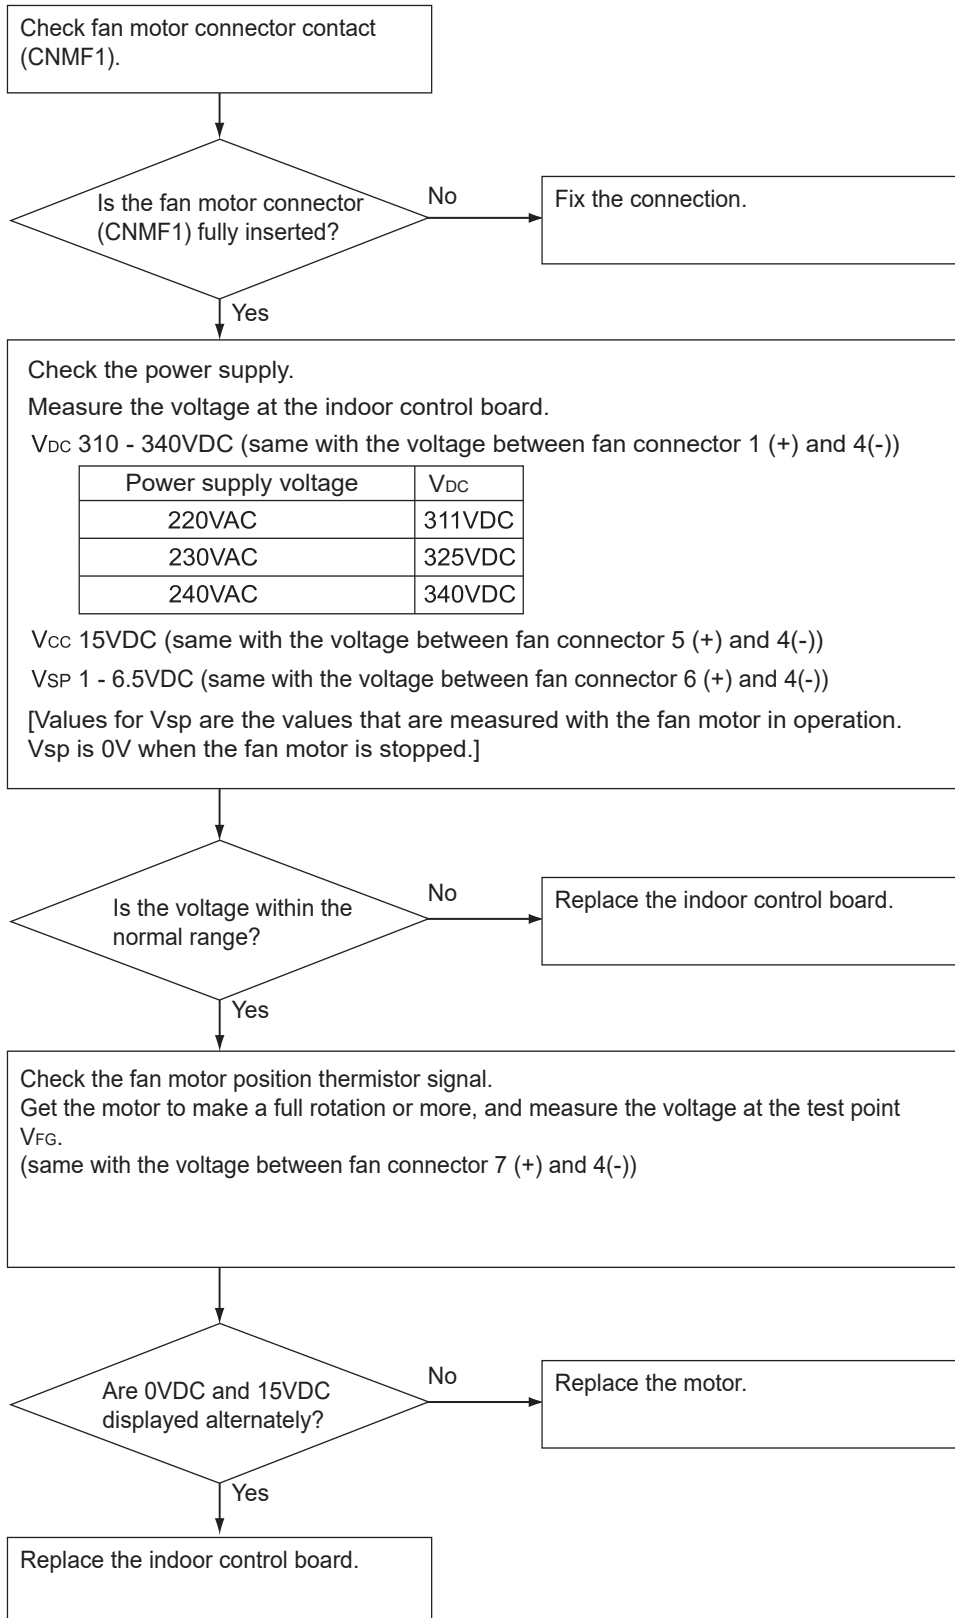 Check fan motor connector contact
(CNMF1).
Is the fan motor connector
(CNMF1) fully inserted?
No
Fix the connection.
Yes
Check the power supply.
Measure the voltage at the indoor control board.
VDC 310 - 340VDC (same with the voltage between fan connector 1 (+) and 4(-))
Power supply voltage VDC
220VAC 311VDC
230VAC 325VDC
240VAC 340VDC
VCC 15VDC (same with the voltage between fan connector 5 (+) and 4(-))
VSP 1 - 6.5VDC (same with the voltage between fan connector 6 (+) and 4(-))
[Values for Vsp are the values that are measured with the fan motor in operation.
Vsp is 0V when the fan motor is stopped.]
Is the voltage within the
normal range?
No
Replace the indoor control board.
Yes
Check the fan motor position thermistor signal.
Get the motor to make a full rotation or more, and measure the voltage at the test point
VFG.
(same with the voltage between fan connector 7 (+) and 4(-))
Are 0VDC and 15VDC
displayed alternately?
No
Replace the motor.
Yes
Replace the indoor control board.